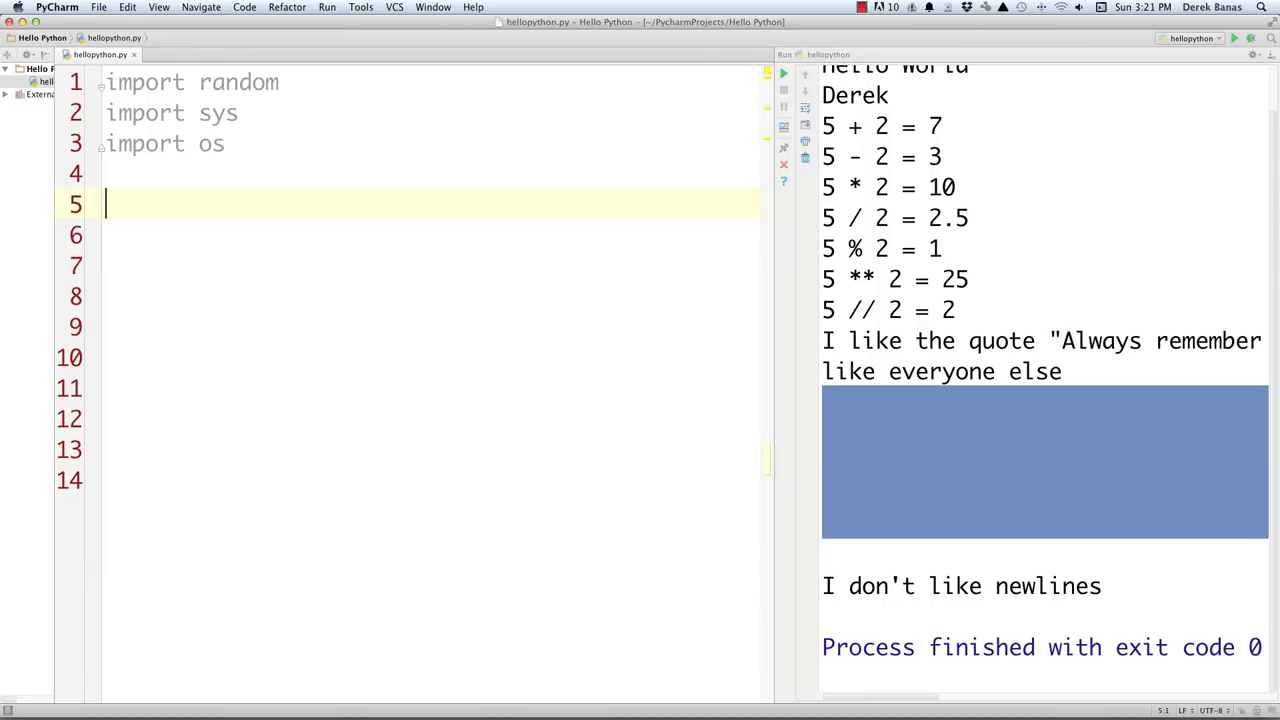 PyCharm File Edit View Navigate Code Refactor Run Tools VCS Window Help 10 Sun 3:21 PM Derek Banas
hellopython.py – Hello Python – [~/PycharmProjects/Hello Python]
Hello Python hellopython.py hellopython
hellopython.py
Run hellopython
Hello P
hell
Externa
1 import random
2 import sys
3 import os
4
5
6
7
8
9
10
11
12
13
14
Hello World
Derek
5 + 2 = 7
5 - 2 = 3
5 * 2 = 10
5 / 2 = 2.5
5 % 2 = 1
5 ** 2 = 25
5 // 2 = 2
I like the quote "Always remember
like everyone else
I don't like newlines
Process finished with exit code 0
5:1 LF UTF-8